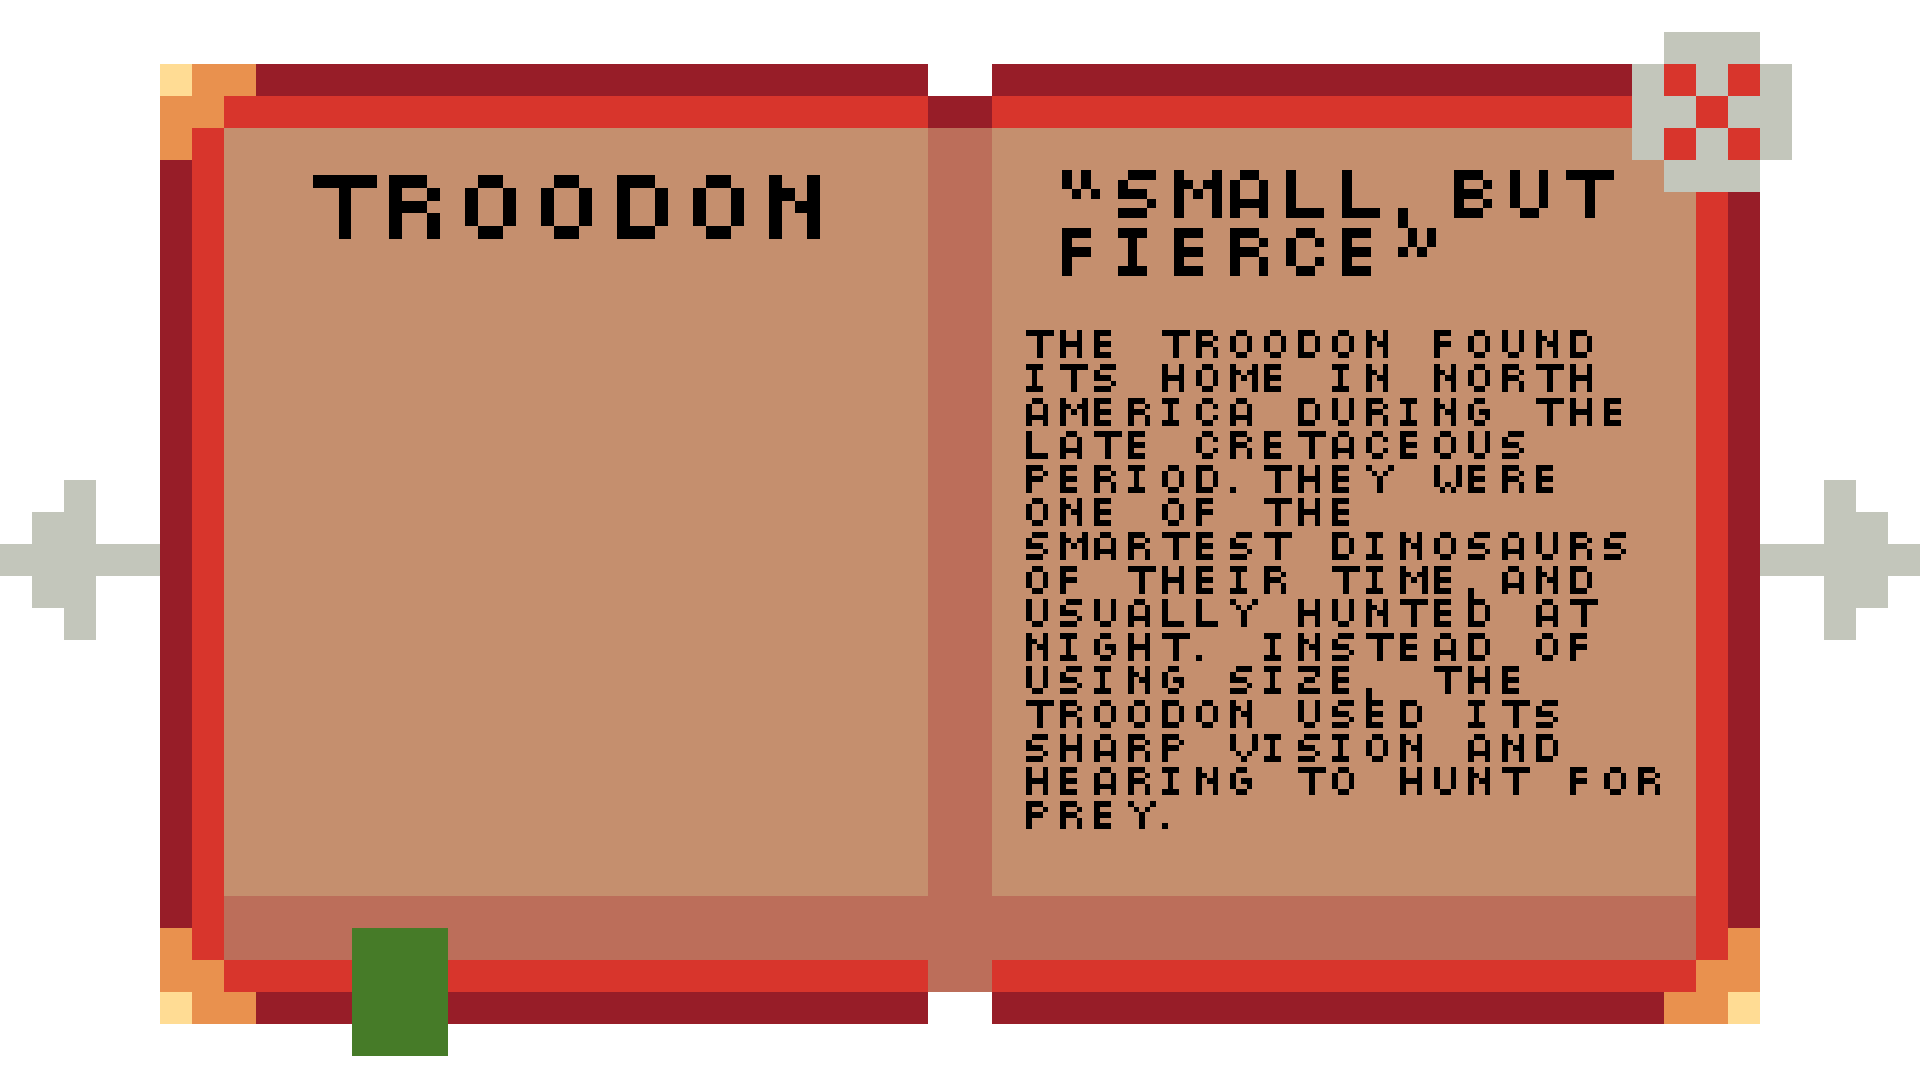 TROODON
"SMALL, BUT
FIERCE"
THE TROODON FOUND
ITS HOME IN NORTH
AMERICA DURING THE
LATE CRETACEOUS
PERIOD. THEY WERE
ONE OF THE
SMARTEST DINOSAURS
OF THEIR TIME, AND
USUALLY HUNTED AT
NIGHT. INSTEAD OF
USING SIZE, THE
TROODON USED ITS
SHARP VISION AND
HEARING TO HUNT FOR
PREY.